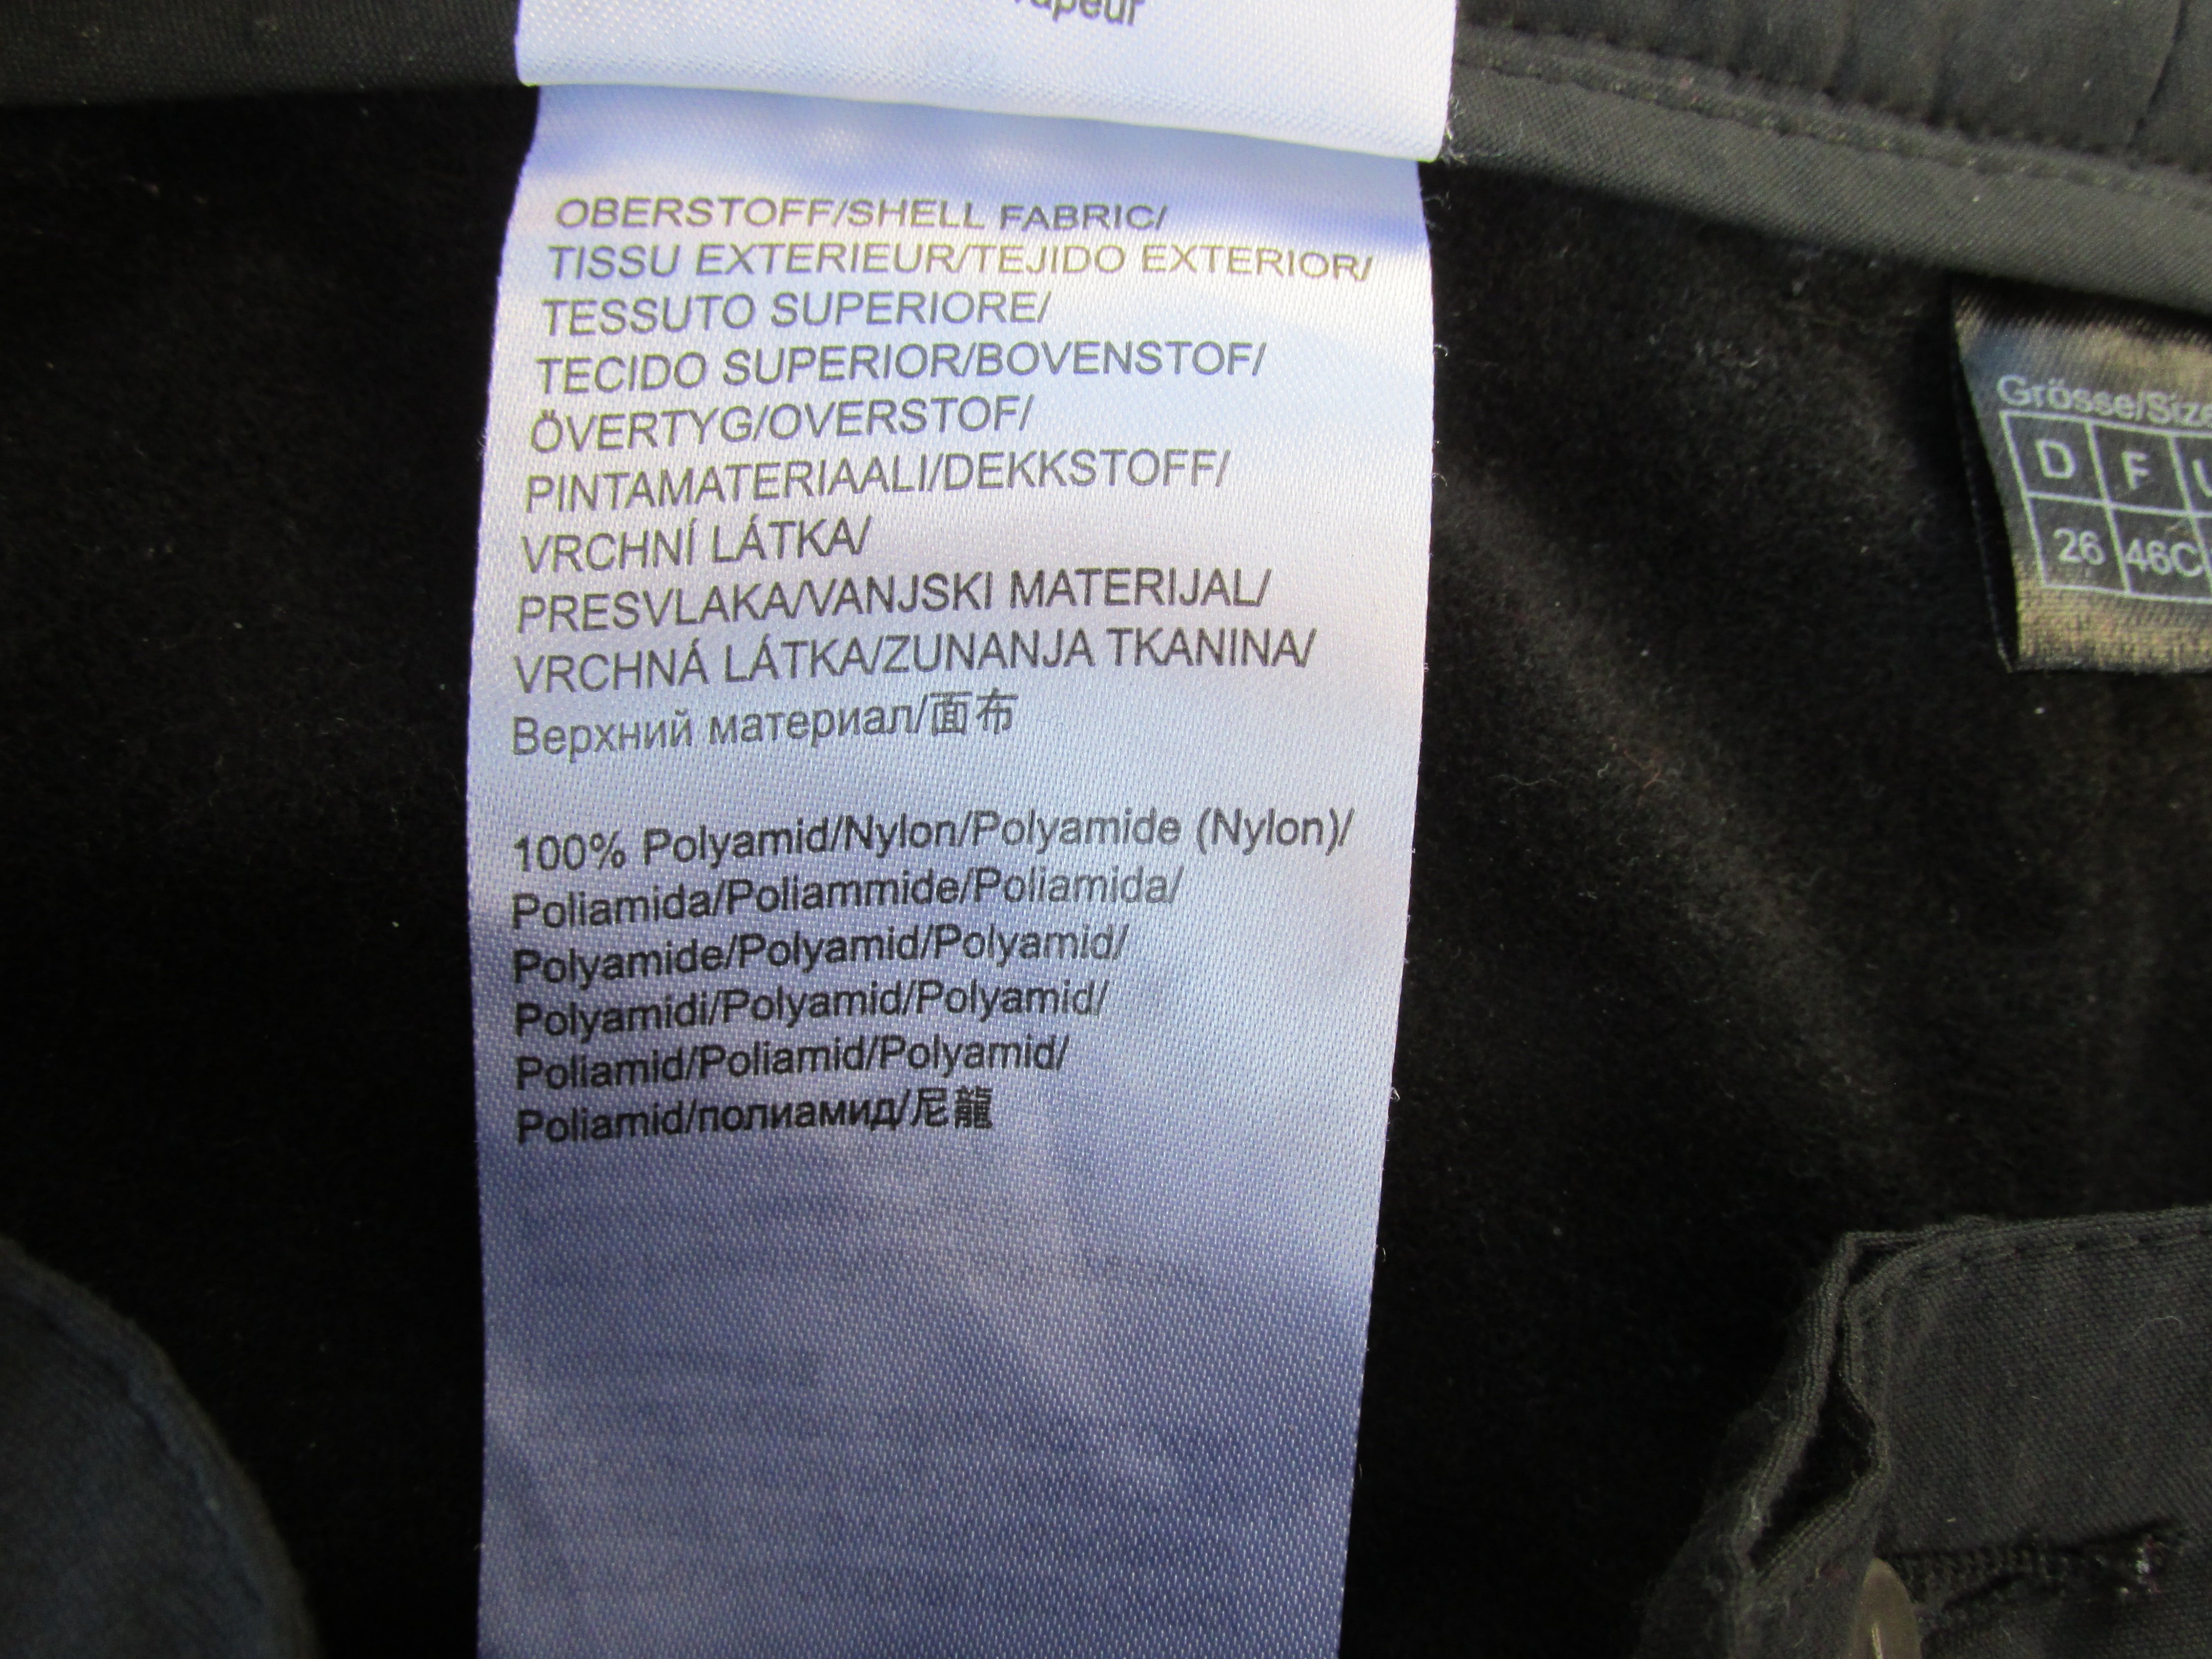 OBERSTOFF/SHELL FABRIC/
TISSU EXTERIEUR/TEJIDO EXTERIOR/
TESSUTO SUPERIORE/
TECIDO SUPERIOR/BOVENSTOF/
ÖVERTYG/OVERSTOF/
PINTAMATERIAALI/DEKKSTOFF/
VRCHNÍ LÁTKA/
PRESVLAKA/VANJSKI MATERIJAL/
VRCHNÁ LÁTKA/ZUNANJA TKANINA/
Верхний материал/面布
100% Polyamid/Nylon/Polyamide (Nylon)/
Poliamida/Poliammide/Poliamida/
Polyamide/Polyamid/Polyamid/
Polyamidi/Polyamid/Polyamid/
Poliamid/Poliamid/Polyamid/
Poliamid/полиамид/尼龍
Grösse/Size
D F
26 46C